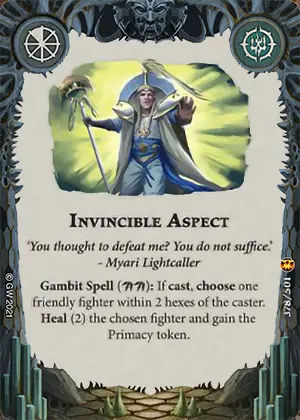 INVINCIBLE ASPECT
'You thought to defeat me? You do not suffice.'
- Myari Lightcaller
Gambit Spell ( ): If cast, choose one
friendly fighter within 2 hexes of the caster.
Heal (2) the chosen fighter and gain the
Primacy token.
© GW 2021
378/501